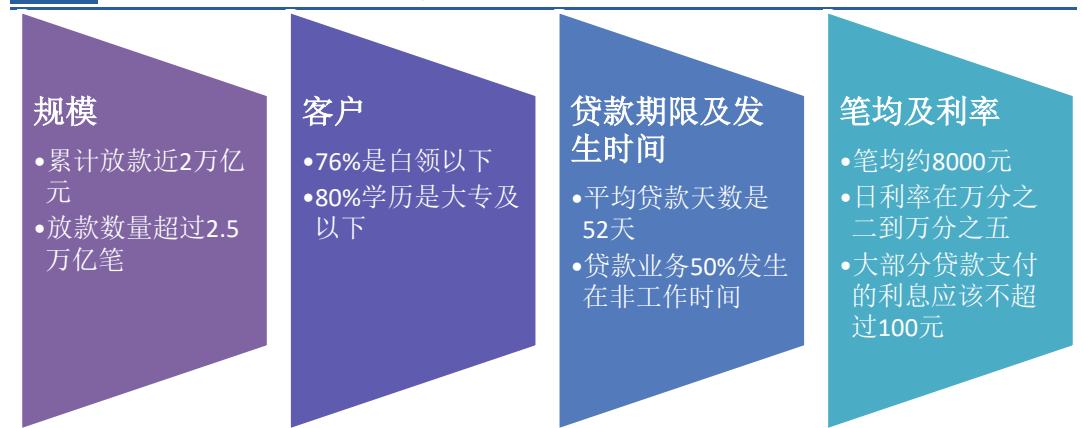 规模
•累计放款近2万亿
元
•放款数量超过2.5
万亿笔
客户
•76%是白领以下
•80%学历是大专及
以下
贷款期限及发
生时间
•平均贷款天数是
52天
•贷款业务50%发生
在非工作时间
笔均及利率
•笔均约8000元
•日利率在万分之
二到万分之五
•大部分贷款支付
的利息应该不超
过100元